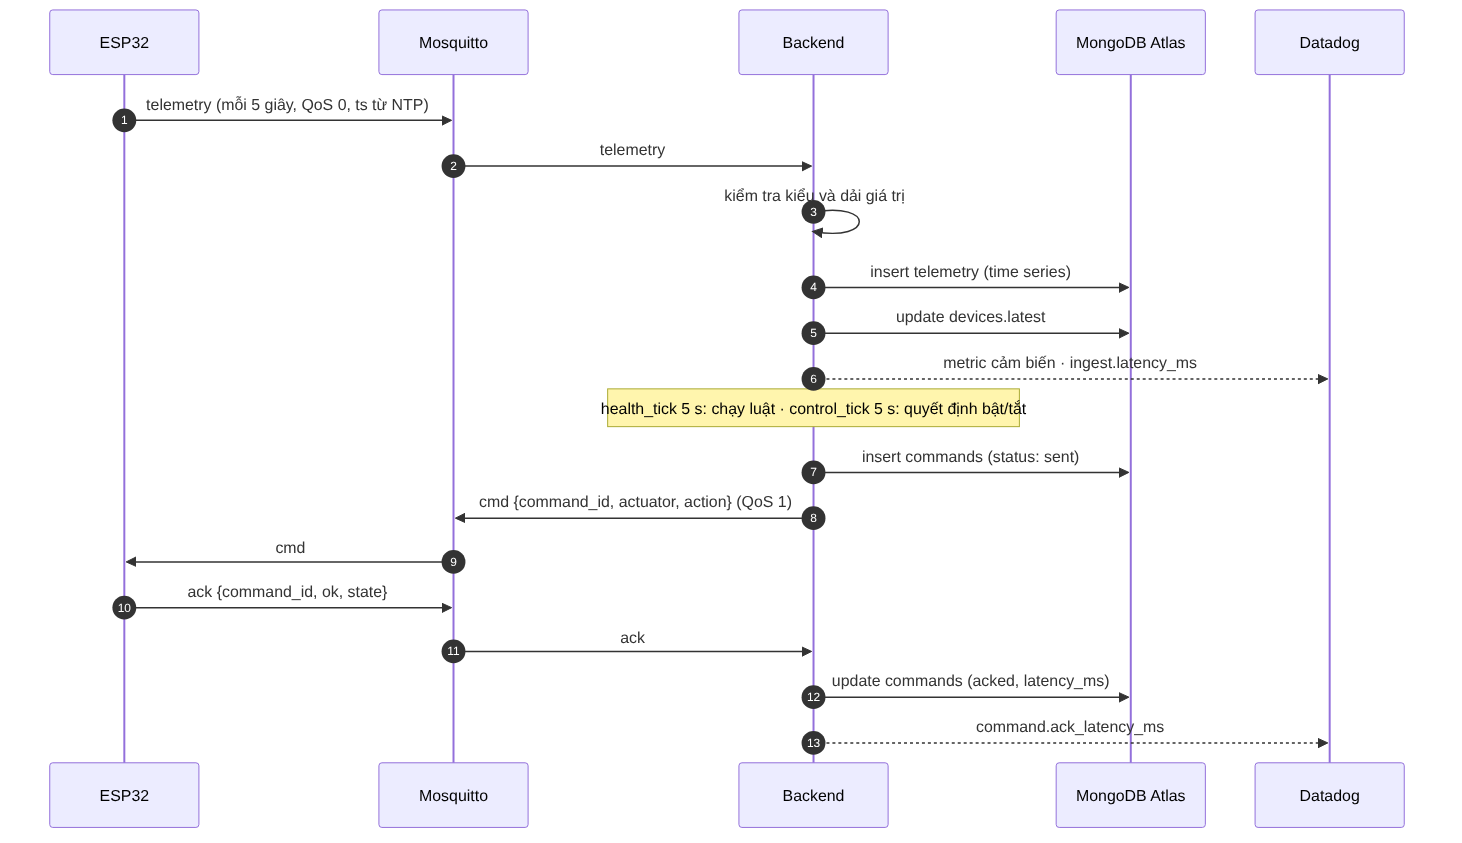 ESP32
Mosquitto
Backend
MongoDB Atlas
Datadog
1
telemetry (mỗi 5 giây, QoS 0, ts từ NTP)
2
telemetry
kiểm tra kiểu và dải giá trị
3
4
insert telemetry (time series)
5
update devices.latest
6
metric cảm biến · ingest.latency_ms
health_tick 5 s: chạy luật · control_tick 5 s: quyết định bật/tắt
7
insert commands (status: sent)
cmd {command_id, actuator, action} (QoS 1)
8
cmd
9
10
ack {command_id, ok, state}
11
ack
12
update commands (acked, latency_ms)
13
command.ack_latency_ms
ESP32
Mosquitto
Backend
MongoDB Atlas
Datadog